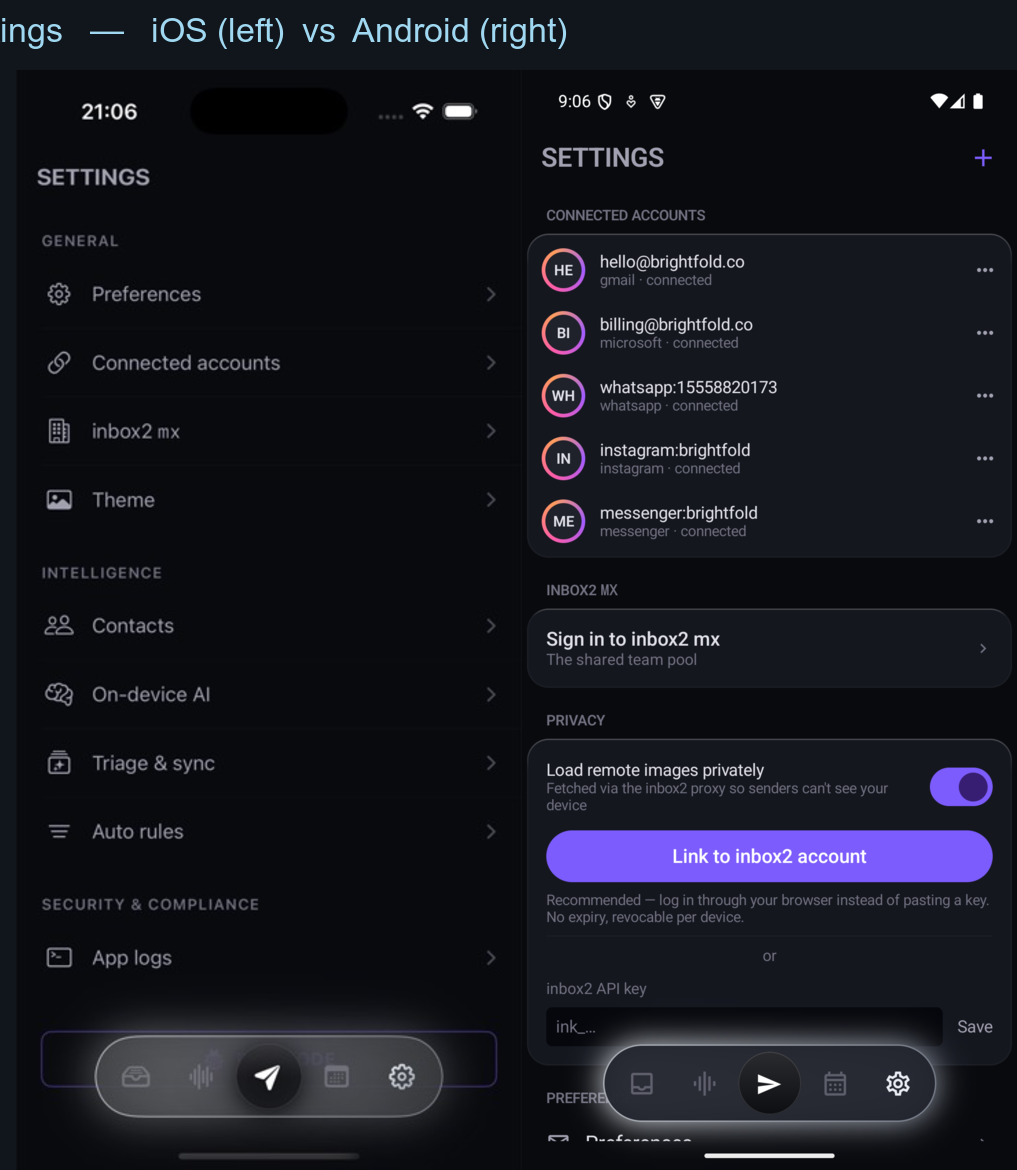 ings — iOS (left) vs Android (right)
21:06
SETTINGS
GENERAL
Preferences
Connected accounts
inbox2 mx
Theme
INTELLIGENCE
Contacts
On-device AI
Triage & sync
Auto rules
SECURITY & COMPLIANCE
App logs
9:06
SETTINGS
+
CONNECTED ACCOUNTS
HE
hello@brightfold.co
gmail · connected
BI
billing@brightfold.co
microsoft · connected
WH
whatsapp:15558820173
whatsapp · connected
IN
instagram:brightfold
instagram · connected
ME
messenger:brightfold
messenger · connected
INBOX2 MX
Sign in to inbox2 mx
The shared team pool
PRIVACY
Load remote images privately
Fetched via the inbox2 proxy so senders can't see your
device
Link to inbox2 account
Recommended — log in through your browser instead of pasting a key.
No expiry, revocable per device.
or
inbox2 API key
ink_...
Save
PREFERE
Preferences